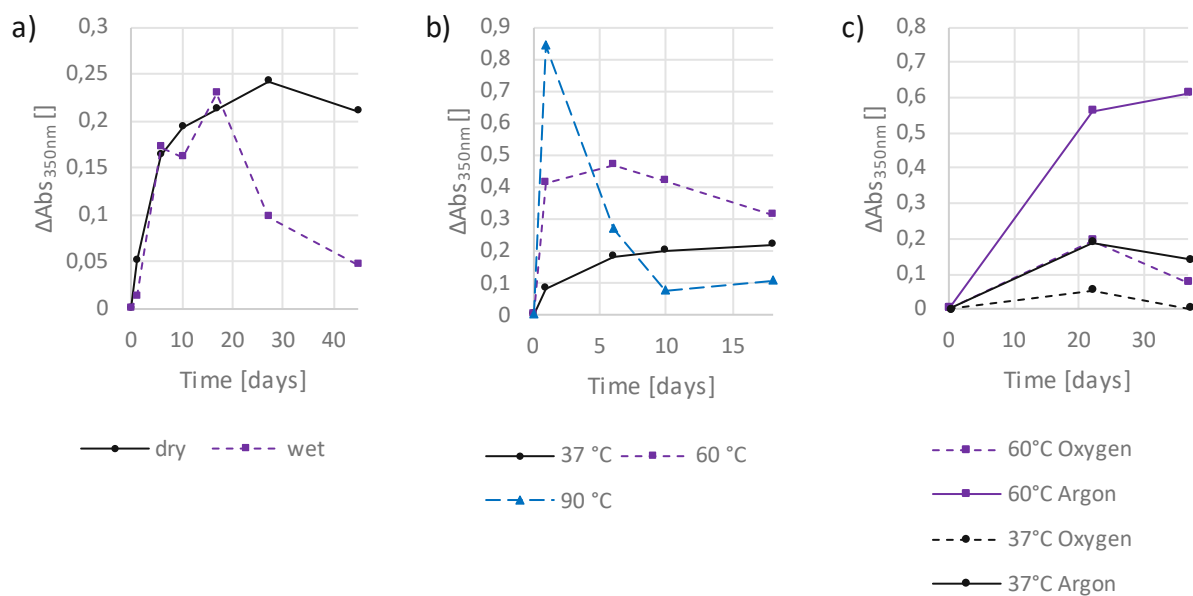 a)
0,3
0,25
0,2
0,15
0,1
0,05
0
ΔAbs350nm []
0 10 20 30 40
Time [days]
dry wet
b)
0,9
0,8
0,7
0,6
0,5
0,4
0,3
0,2
0,1
0
ΔAbs350nm []
0 5 10 15
Time [days]
37 °C 60 °C
90 °C
c)
0,8
0,7
0,6
0,5
0,4
0,3
0,2
0,1
0
ΔAbs350nm []
0 10 20 30
Time [days]
60°C Oxygen
60°C Argon
37°C Oxygen
37°C Argon